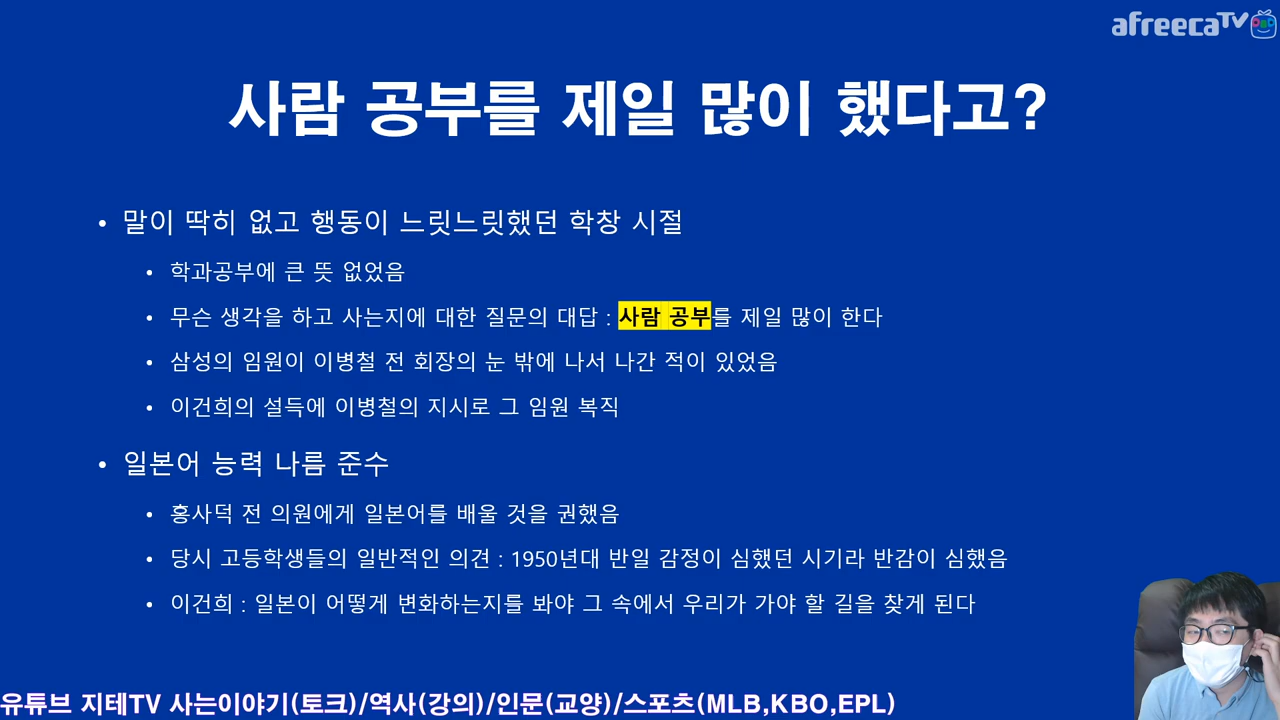 afreecaTV
사람 공부를 제일 많이 했다고?
• 말이 딱히 없고 행동이 느릿느릿했던 학창 시절
• 학과공부에 큰 뜻 없었음
• 무슨 생각을 하고 사는지에 대한 질문의 대답 : 사람 공부를 제일 많이 한다
• 삼성의 임원이 이병철 전 회장의 눈 밖에 나서 나간 적이 있었음
• 이건희의 설득에 이병철의 지시로 그 임원 복직
• 일본어 능력 나름 준수
• 홍사덕 전 의원에게 일본어를 배울 것을 권했음
• 당시 고등학생들의 일반적인 의견 : 1950년대 반일 감정이 심했던 시기라 반감이 심했음
• 이건희 : 일본이 어떻게 변화하는지를 봐야 그 속에서 우리가 가야 할 길을 찾게 된다
유튜브 지테TV 사는이야기(토크)/역사(강의)/인문(교양)/스포츠(MLB,KBO,EPL)